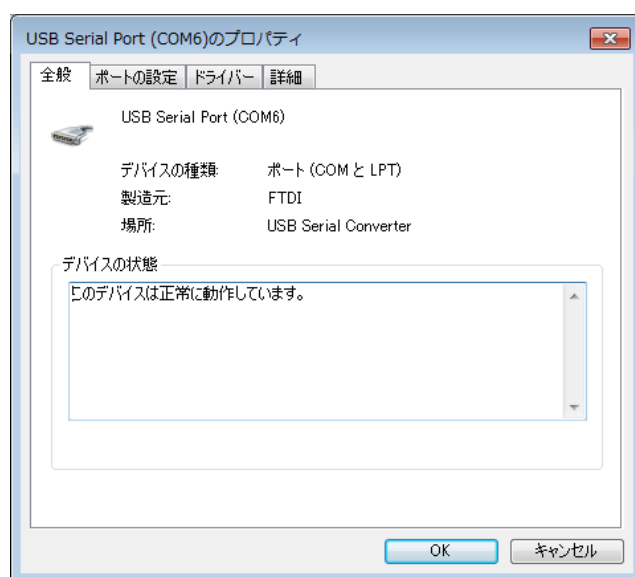 USB Serial Port (COM6)のプロパティ
全般 ポートの設定 ドライバー 詳細
USB Serial Port (COM6)
デバイスの種類: ポート (COM と LPT)
製造元: FTDI
場所: USB Serial Converter
デバイスの状態
このデバイスは正常に動作しています。
OK キャンセル